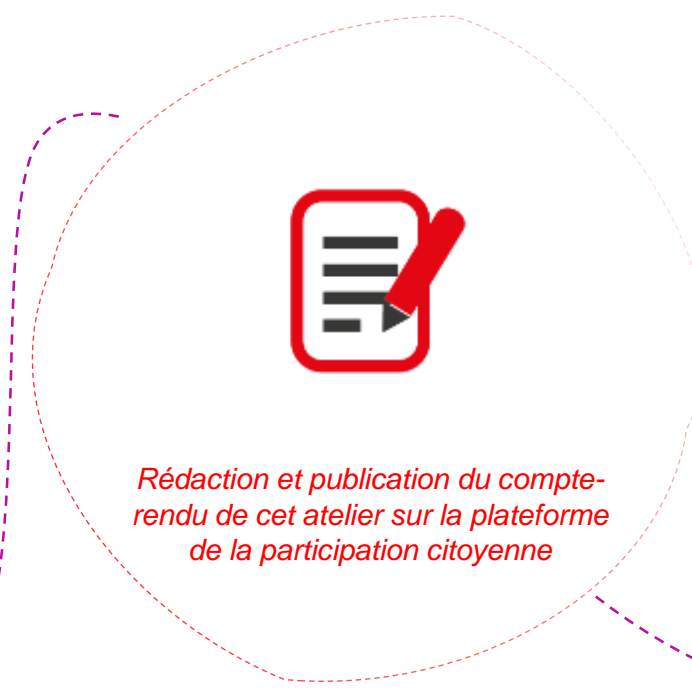 Rédaction et publication du compte-
rendu de cet atelier sur la plateforme
de la participation citoyenne